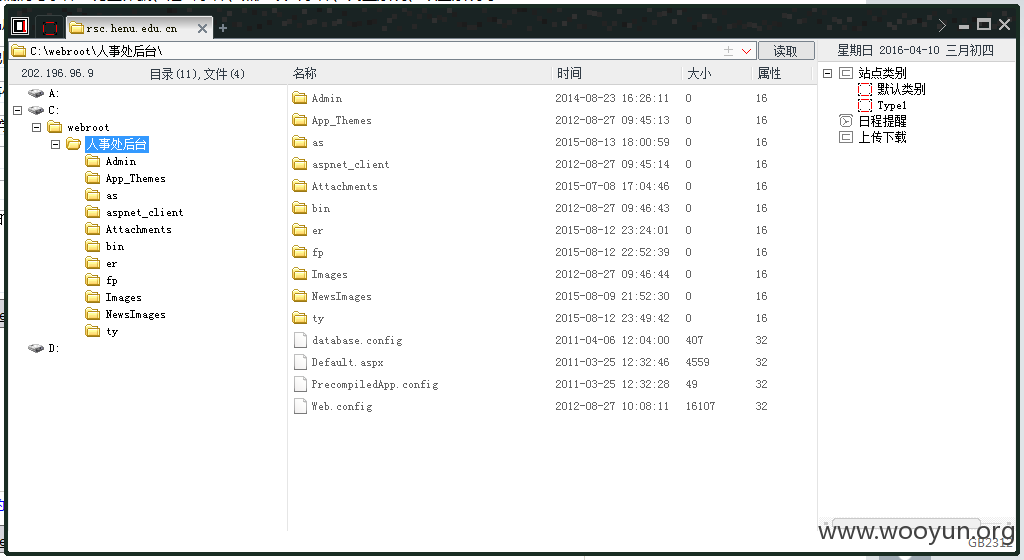 rsc.henu.edu.cn
C:\webroot\人事处后台\ 读取 星期日 2016-04-10 三月初四
202.196.96.9 目录(11),文件(4) 名称 时间 大小 属性
A:
C:
webroot
人事处后台
Admin
App_Themes
as
aspnet_client
Attachments
bin
er
fp
Images
NewsImages
ty
D:
Admin 2014-08-23 16:26:11 0 16
App_Themes 2012-08-27 09:45:13 0 16
as 2015-08-13 18:00:59 0 16
aspnet_client 2012-08-27 09:45:14 0 16
Attachments 2015-07-08 17:04:46 0 16
bin 2012-08-27 09:46:43 0 16
er 2015-08-12 23:24:01 0 16
fp 2015-08-12 22:52:39 0 16
Images 2012-08-27 09:46:44 0 16
NewsImages 2015-08-09 21:52:30 0 16
ty 2015-08-12 23:49:42 0 16
database.config 2011-04-06 12:04:00 407 32
Default.aspx 2011-03-25 12:32:46 4559 32
PrecompiledApp.config 2011-03-25 12:32:28 49 32
Web.config 2012-08-27 10:08:11 16107 32
站点类别
默认类别
Type1
日程提醒
上传下载
www.wooyun.org
GB2312